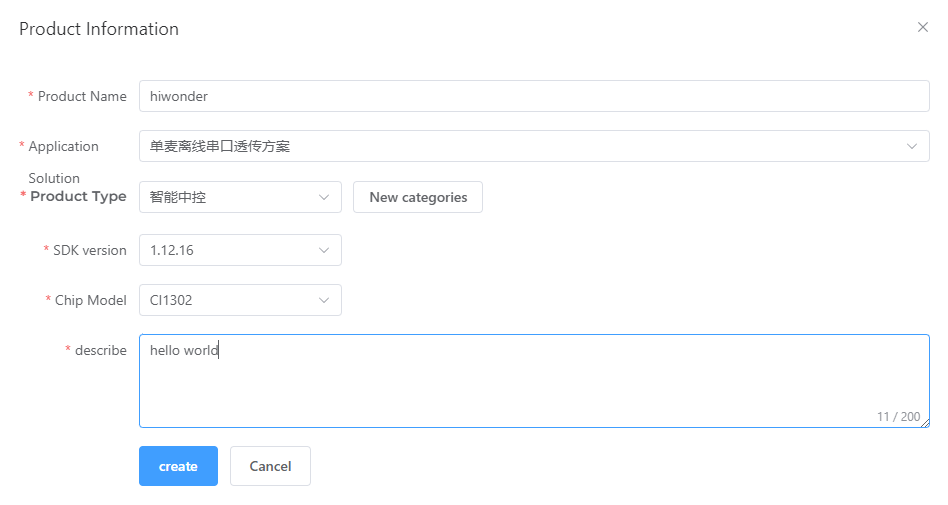 Product Information
* Product Name hiwonder
* Application 单麦离线串口透传方案
Solution
* Product Type 智能中控 New categories
* SDK version 1.12.16
* Chip Model CI1302
* describe hello world
11 / 200
create Cancel